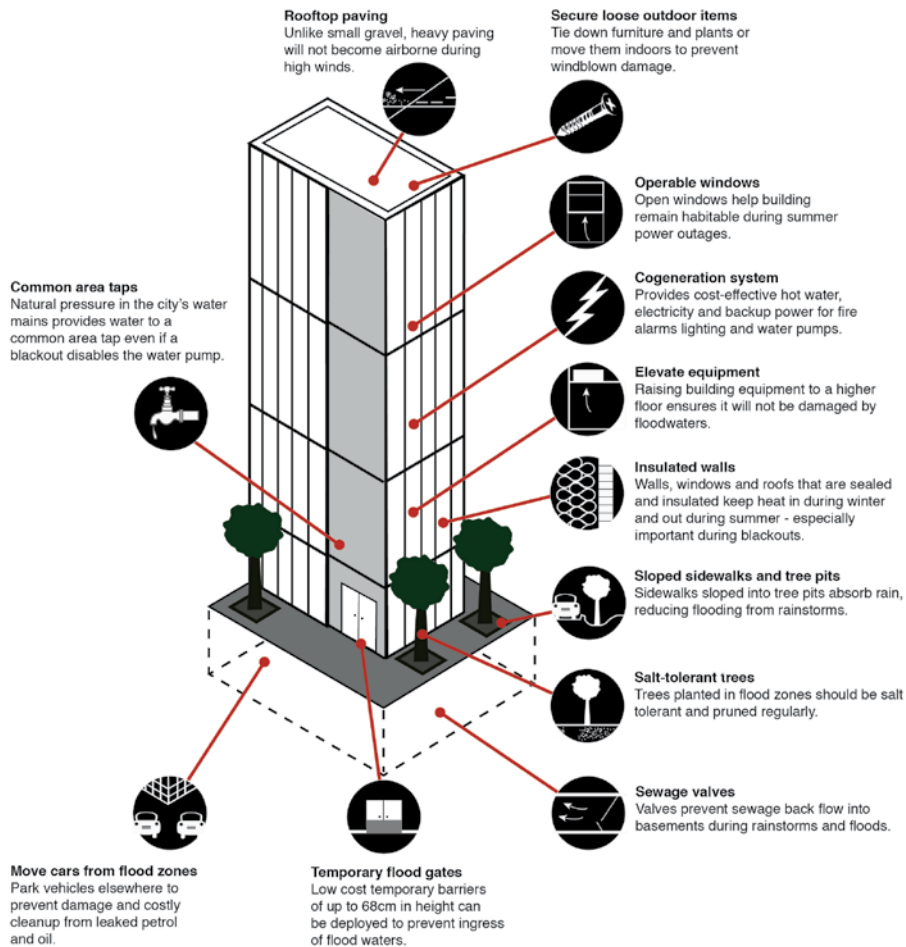 Rooftop paving
Unlike small gravel, heavy paving
will not become airborne during
high winds.
Secure loose outdoor items
Tie down furniture and plants or
move them indoors to prevent
windblown damage.
Operable windows
Open windows help building
remain habitable during summer
power outages.
Common area taps
Natural pressure in the city's water
mains provides water to a
common area tap even if a
blackout disables the water pump.
Cogeneration system
Provides cost-effective hot water,
electricity and backup power for fire
alarms lighting and water pumps.
Elevate equipment
Raising building equipment to a higher
floor ensures it will not be damaged by
floodwaters.
Insulated walls
Walls, windows and roofs that are sealed
and insulated keep heat in during winter
and out during summer - especially
important during blackouts.
Sloped sidewalks and tree pits
Sidewalks sloped into tree pits absorb rain,
reducing flooding from rainstorms.
Salt-tolerant trees
Trees planted in flood zones should be salt
tolerant and pruned regularly.
Sewage valves
Valves prevent sewage back flow into
basements during rainstorms and floods.
Move cars from flood zones
Park vehicles elsewhere to
prevent damage and costly
cleanup from leaked petrol
and oil.
Temporary flood gates
Low cost temporary barriers
of up to 68cm in height can
be deployed to prevent ingress
of flood waters.